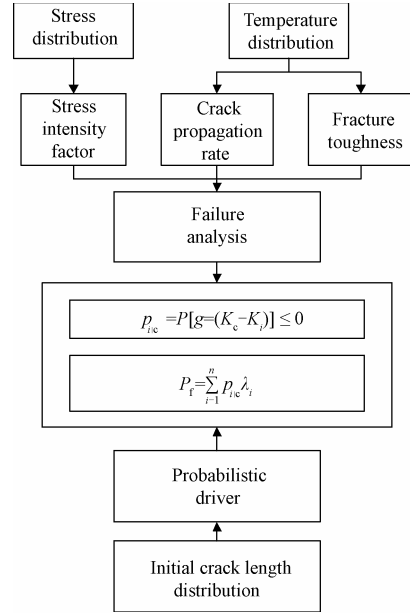 Stress
distribution
Temperature
distribution
Stress
intensity
factor
Crack
propagation
rate
Fracture
toughness
Failure
analysis
p_{i|c} =P[g=(K_c−K_i)] ≤ 0
P_f=∑_{i−1}^{n} p_{i|c} λ_i
Probabilistic
driver
Initial crack length
distribution